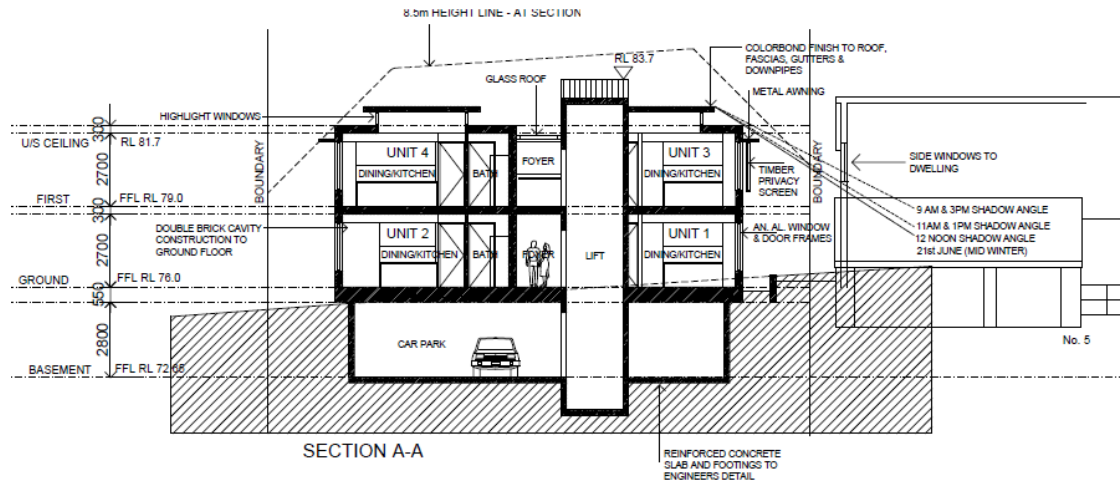 8.5m HEIGHT LINE - AT SECTION
RL 83.7
COLORBOND FINISH TO ROOF,
FASCIAS, GUTTERS &
DOWNPIPES
GLASS ROOF
METAL AWNING
HIGHLIGHT WINDOWS
300
U/S CEILING
RL 81.7
BOUNDARY
2700
UNIT 4
DINING/KITCHEN
BATH
FOYER
UNIT 3
DINING/KITCHEN
TIMBER
PRIVACY
SCREEN
BOUNDARY
SIDE WINDOWS TO
DWELLING
FIRST
FFL RL 79.0
300
9 AM & 3PM SHADOW ANGLE
11AM & 1PM SHADOW ANGLE
12 NOON SHADOW ANGLE
21st JUNE (MID WINTER)
DOUBLE BRICK CAVITY
CONSTRUCTION TO
GROUND FLOOR
2700
UNIT 2
DINING/KITCHEN
BATH
FOYER
LIFT
UNIT 1
DINING/KITCHEN
AN. AL. WINDOW
& DOOR FRAMES
GROUND
FFL RL 76.0
550
2800
CAR PARK
No. 5
BASEMENT
FFL RL 72.65
SECTION A-A
REINFORCED CONCRETE
SLAB AND FOOTINGS TO
ENGINEERS DETAIL